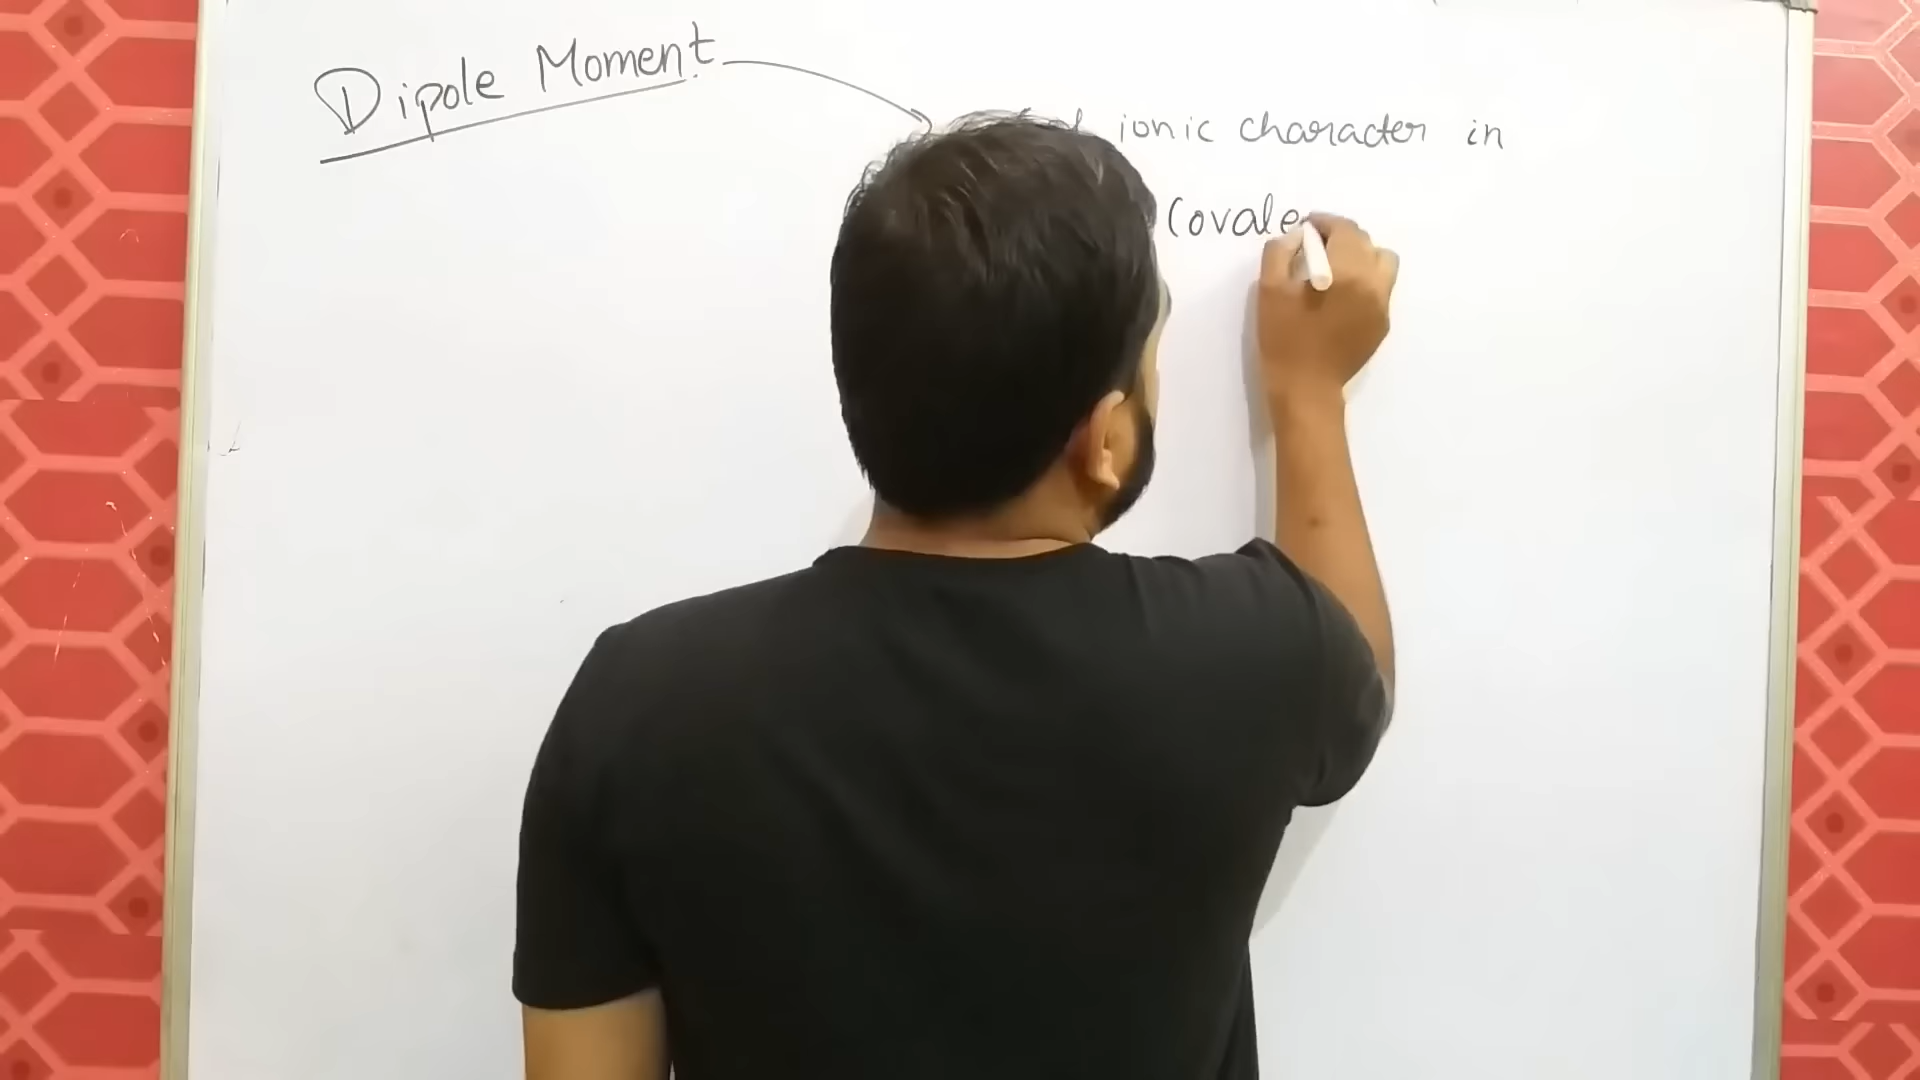 Dipole Moment
ionic character in
Covale